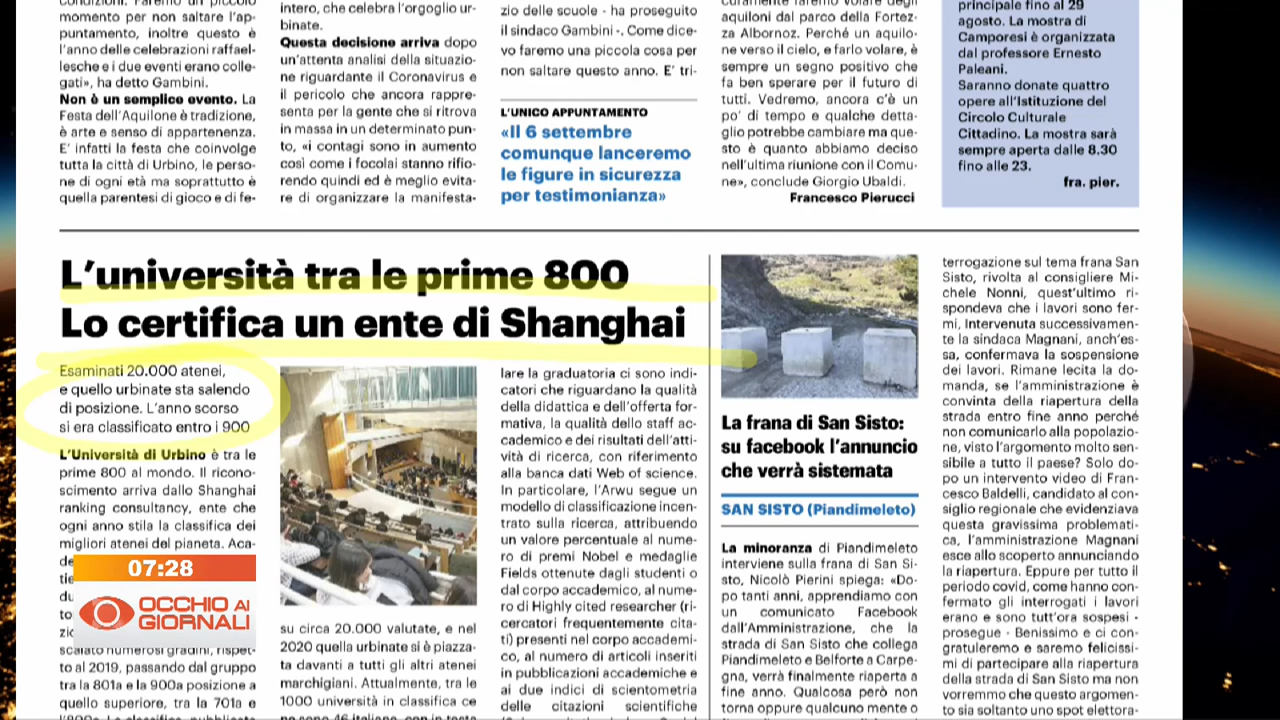 condizioni. Faremo un piccolo
momento per non saltare l'ap-
puntamento, inoltre questo è
l'anno delle celebrazioni raffael-
lesche e i due eventi erano colle-
gati», ha detto Gambini.
Non è un semplice evento. La
Festa dell'Aquilone è tradizione,
è arte e senso di appartenenza.
E' infatti la festa che coinvolge
tutta la città di Urbino, le perso-
ne di ogni età ma soprattutto è
quella parentesi di gioco e di fe-
intero, che celebra l'orgoglio ur-
binate.
Questa decisione arriva dopo
un'attenta analisi della situazio-
ne riguardante il Coronavirus e
il pericolo che ancora rappre-
senta per la gente che si ritrova
in massa in un determinato pun-
to, «i contagi sono in aumento
così come i focolai stanno rifio-
rendo quindi ed è meglio evita-
re di organizzare la manifesta-
zio delle scuole - ha proseguito
il sindaco Gambini -. Come dice-
vo faremo una piccola cosa per
non saltare questo anno. E' tri-
L'UNICO APPUNTAMENTO
«Il 6 settembre
comunque lanceremo
le figure in sicurezza
per testimonianza»
curamente faremo volare degli
aquiloni dal parco della Fortez-
za Albornoz. Perché un aquilo-
ne verso il cielo, e farlo volare, è
sempre un segno positivo che
fa ben sperare per il futuro di
tutti. Vedremo, ancora c'è un
po' di tempo e qualche detta-
glio potrebbe cambiare ma que-
sto è quanto abbiamo deciso
nell'ultima riunione con il Comu-
ne», conclude Giorgio Ubaldi.
Francesco Pierucci
principale fino al 29
agosto. La mostra di
Camporesi è organizzata
dal professore Ernesto
Paleani.
Saranno donate quattro
opere all'Istituzione del
Circolo Culturale
Cittadino. La mostra sarà
sempre aperta dalle 8.30
fino alle 23.
fra. pier.
L'università tra le prime 800
Lo certifica un ente di Shanghai
Esaminati 20.000 atenei,
e quello urbinate sta salendo
di posizione. L'anno scorso
si era classificato entro i 900
L'Università di Urbino è tra le
prime 800 al mondo. Il ricono-
scimento arriva dallo Shanghai
ranking consultancy, ente che
ogni anno stila la classifica dei
migliori atenei del pianeta. Aca-
de
tie
du
to
zio
scalato numerosi gradini, rispet-
to al 2019, passando dal gruppo
tra la 801a e la 900a posizione a
quello superiore, tra la 701a e
l'800a. La classifica, pubblicata
07:28
OCCHIO AI
GIORNALI
su circa 20.000 valutate, e nel
2020 quella urbinate si è piazza-
ta davanti a tutti gli altri atenei
marchigiani. Attualmente, tra le
1000 università in classifica ce
ne sono 46 italiane, con in testa
lare la graduatoria ci sono indi-
catori che riguardano la qualità
della didattica e dell'offerta for-
mativa, la qualità dello staff ac-
cademico e dei risultati dell'atti-
vità di ricerca, con riferimento
alla banca dati Web of science.
In particolare, l'Arwu segue un
modello di classificazione incen-
trato sulla ricerca, attribuendo
un valore percentuale al nume-
ro di premi Nobel e medaglie
Fields ottenute dagli studenti o
dal corpo accademico, al nume-
ro di Highly cited researcher (ri-
cercatori frequentemente cita-
ti) presenti nel corpo accademi-
co, al numero di articoli inseriti
in pubblicazioni accademiche e
ai due indici di scientometria
delle citazioni scientifiche
La frana di San Sisto:
su facebook l'annuncio
che verrà sistemata
SAN SISTO (Piandimeleto)
La minoranza di Piandimeleto
interviene sulla frana di San Si-
sto, Nicolò Pierini spiega: «Do-
po tanti anni, apprendiamo con
un comunicato Facebook
dall'Amministrazione, che la
strada di San Sisto che collega
Piandimeleto e Belforte a Carpe-
gna, verrà finalmente riaperta a
fine anno. Qualcosa però non
torna oppure qualcuno mente o
terrogazione sul tema frana San
Sisto, rivolta al consigliere Mi-
chele Nonni, quest'ultimo ri-
spondeva che i lavori sono fer-
mi, Intervenuta successivamen-
te la sindaca Magnani, anch'es-
sa, confermava la sospensione
dei lavori. Rimane lecita la do-
manda, se l'amministrazione è
convinta della riapertura della
strada entro fine anno perché
non comunicarlo alla popolazio-
ne, visto l'argomento molto sen-
sibile a tutto il paese? Solo do-
po un intervento video di Fran-
cesco Baldelli, candidato al con-
siglio regionale che evidenziava
questa gravissima problemati-
ca, l'amministrazione Magnani
esce allo scoperto annunciando
la riapertura. Eppure per tutto il
periodo covid, come hanno con-
fermato gli interrogati i lavori
erano e sono tutt'ora sospesi -
prosegue - Benissimo e ci con-
gratuleremo e saremo felicissi-
mi di partecipare alla riapertura
della strada di San Sisto ma non
vorremmo che questo argomen-
to sia soltanto uno spot elettora-